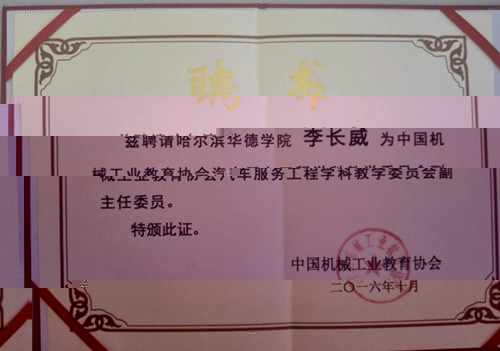 聘书
兹聘请哈尔滨华德学院 李长威 为中国机
械工业教育协会汽车服务工程学科教学委员会副
主任委员。
特颁此证。
中国机械工业教育协会
二〇一六年十月